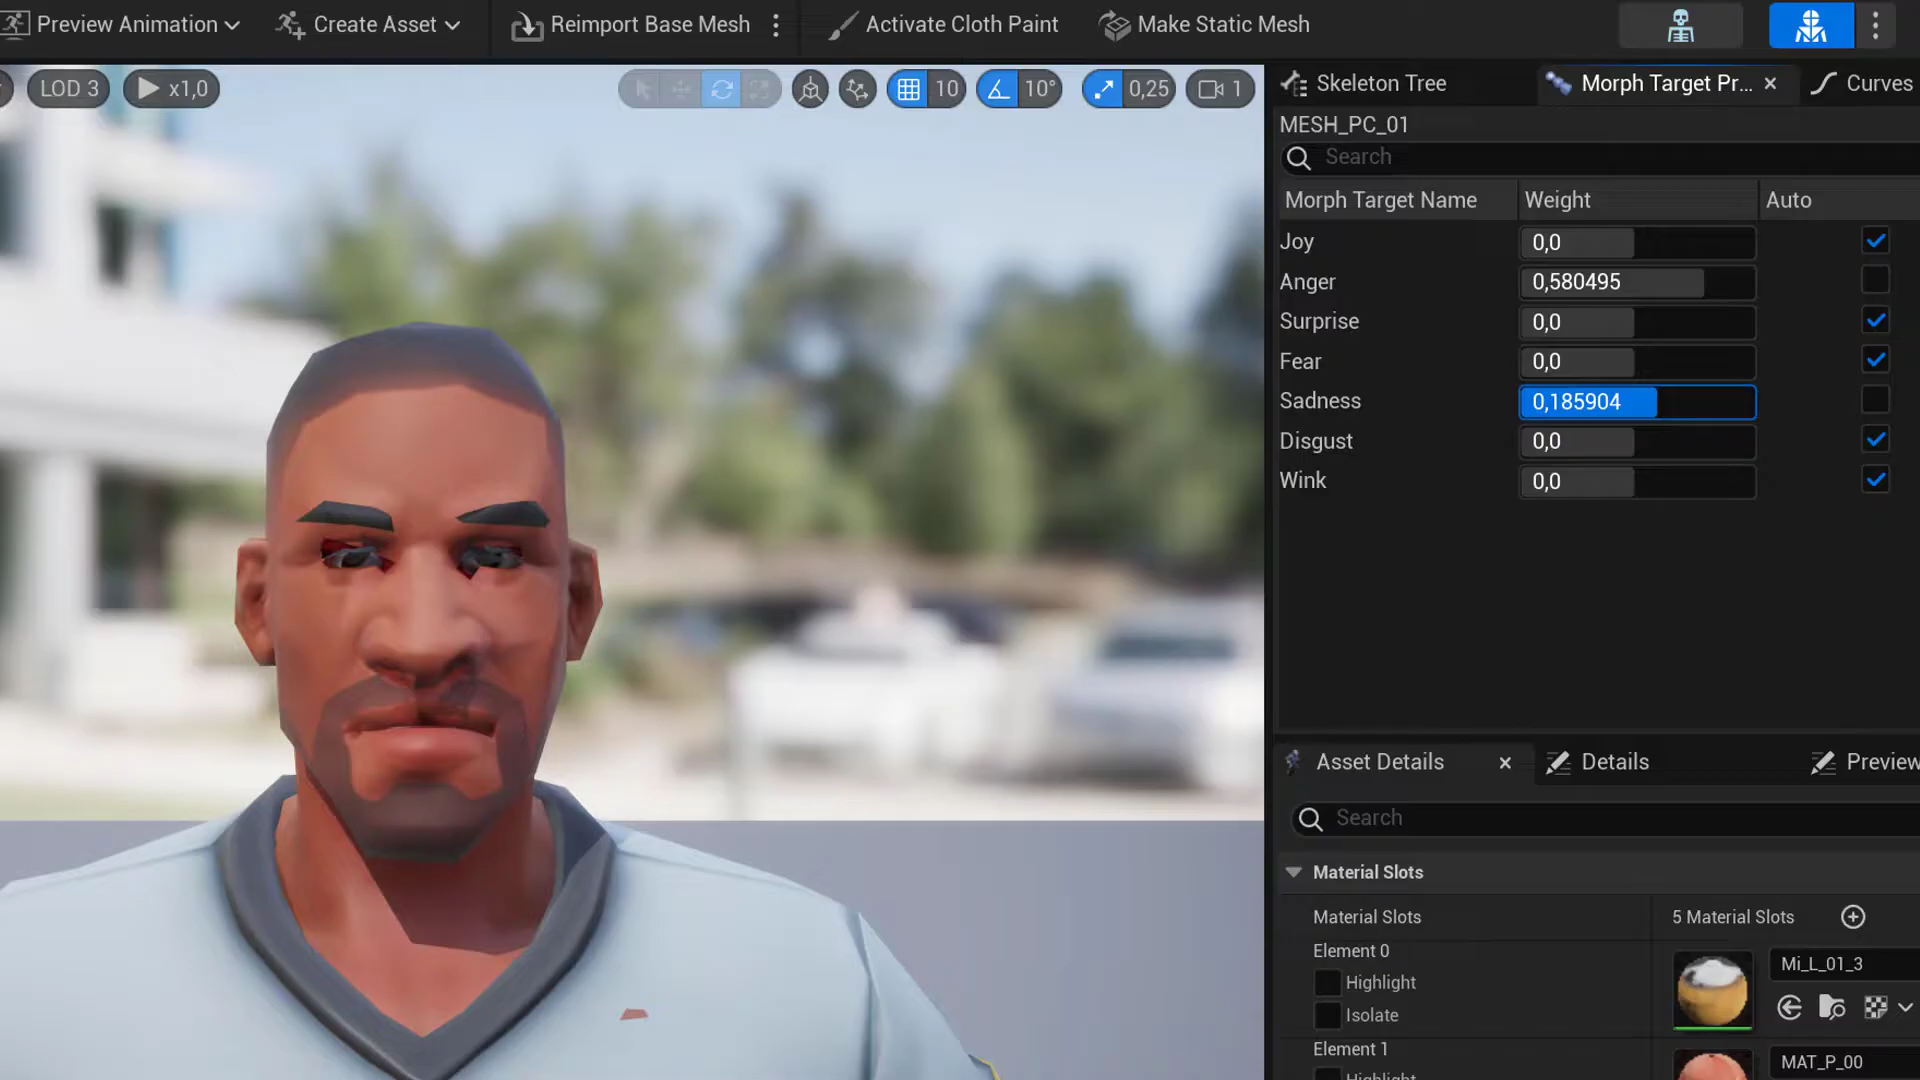 Preview Animation Create Asset Reimport Base Mesh Activate Cloth Paint Make Static Mesh
LOD 3 x1,0 10 10° 0,25 1
Skeleton Tree Morph Target Pr... Curves
MESH_PC_01
Search
Morph Target Name Weight Auto
Joy 0,0
Anger 0,580495
Surprise 0,0
Fear 0,0
Sadness 0,185904
Disgust 0,0
Wink 0,0
Asset Details Details Preview
Search
Material Slots
Material Slots 5 Material Slots
Element 0
Mi_L_01_3
Highlight
Isolate
Element 1
MAT_P_00
Highlight